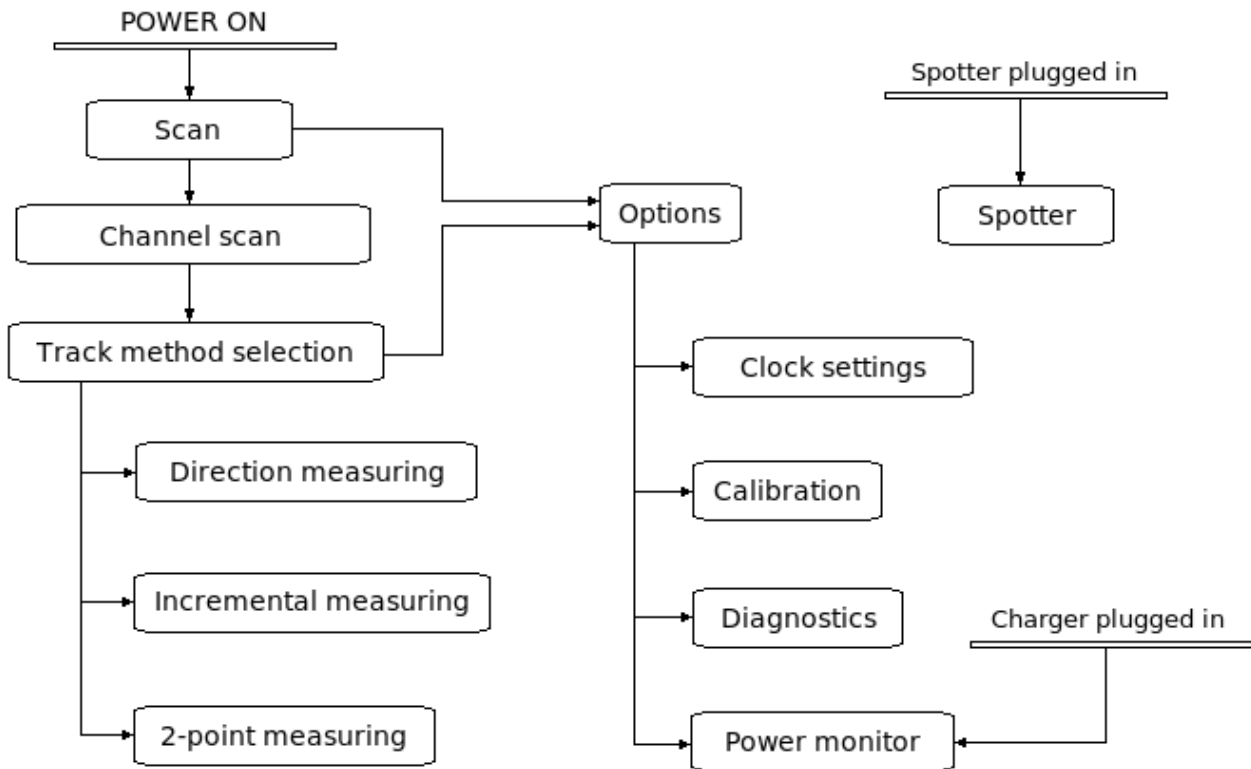 POWER ON
Spotter plugged in
Scan
Options
Spotter
Channel scan
Track method selection
Clock settings
Direction measuring
Calibration
Incremental measuring
Diagnostics
Charger plugged in
2-point measuring
Power monitor